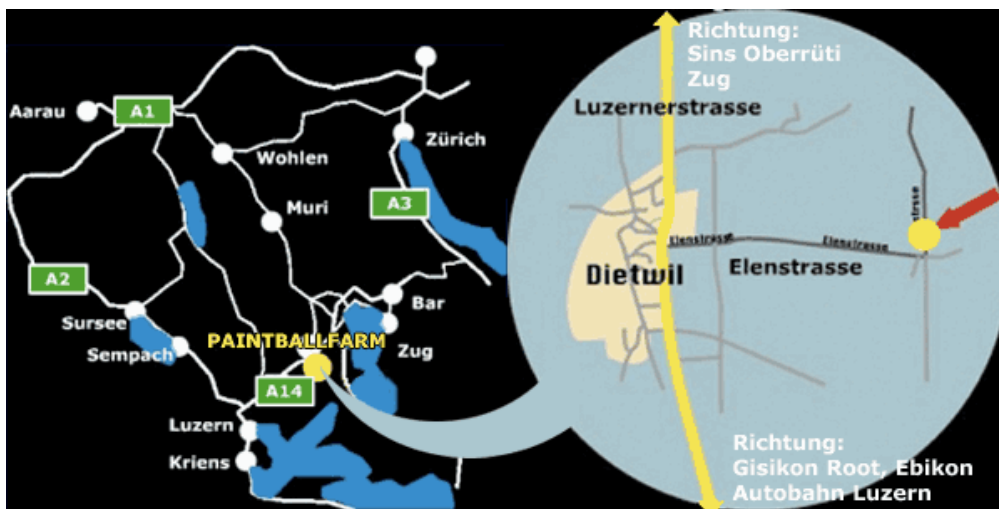 Aarau
A1
Wohlen
Zürich
Muri
A3
A2
Bar
Sursee
PAINTBALLFARM
Zug
Sempach
A14
Luzern
Kriens
Richtung:
Sins Oberrüti
Zug
Luzernerstrasse
Elenstrasse
Elenstrasse
Dietwil
Elenstrasse
Richtung:
Gisikon Root, Ebikon
Autobahn Luzern